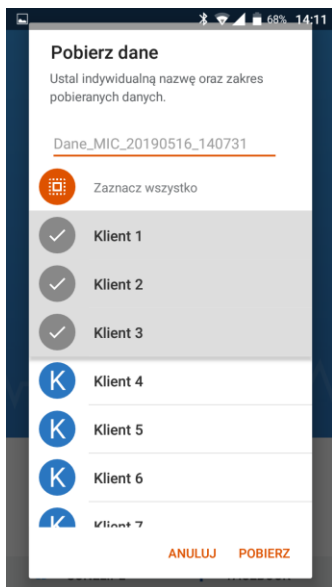 68% 14:11
Pobierz dane
Ustal indywidualną nazwę oraz zakres
pobieranych danych.
Dane_MIC_20190516_140731
Zaznacz wszystko
Klient 1
Klient 2
Klient 3
K Klient 4
K Klient 5
K Klient 6
K Klient 7
ANULUJ POBIERZ